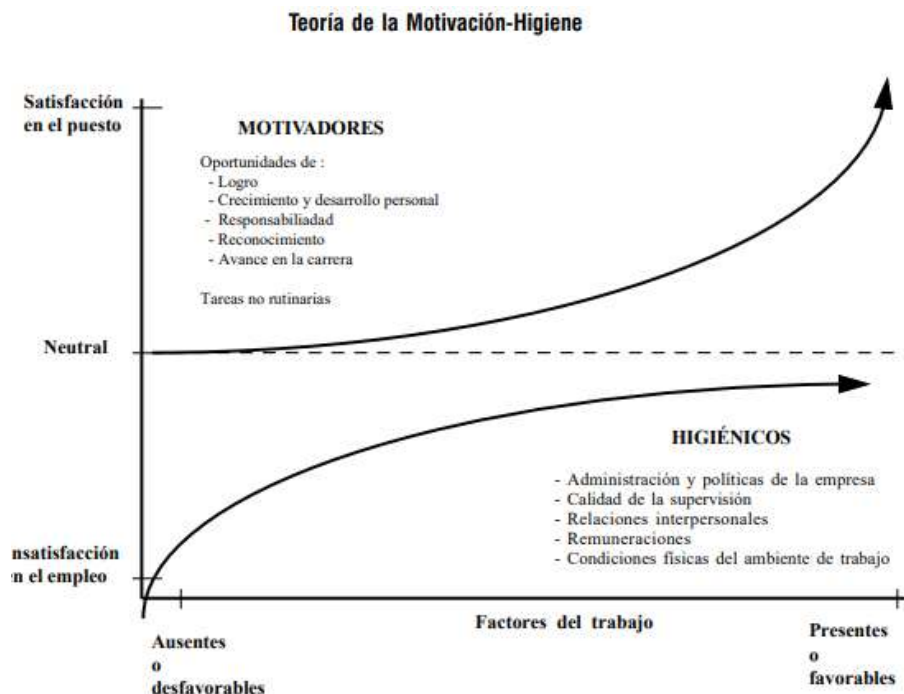 Teoría de la Motivación-Higiene
Satisfacción
en el puesto
MOTIVADORES
Oportunidades de :
- Logro
- Crecimiento y desarrollo personal
- Responsabiliadad
- Reconocimiento
- Avance en la carrera
Tareas no rutinarias
Neutral
HIGIÉNICOS
- Administración y políticas de la empresa
- Calidad de la supervisión
- Relaciones interpersonales
- Remuneraciones
- Condiciones físicas del ambiente de trabajo
nsatisfacción
n el empleo
Factores del trabajo
Ausentes
o
desfavorables
Presentes
o
favorables